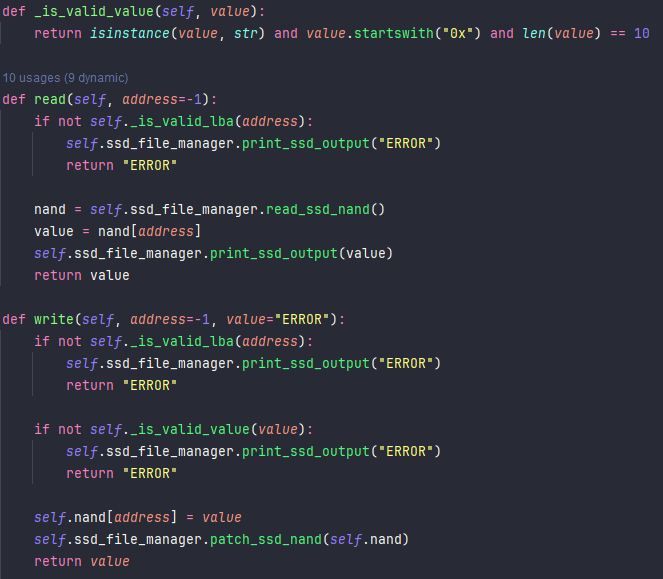 def _is_valid_value(self, value):
    return isinstance(value, str) and value.startswith("0x") and len(value) == 10
10 usages (9 dynamic)
def read(self, address=-1):
    if not self._is_valid_lba(address):
        self.ssd_file_manager.print_ssd_output("ERROR")
        return "ERROR"
    nand = self.ssd_file_manager.read_ssd_nand()
    value = nand[address]
    self.ssd_file_manager.print_ssd_output(value)
    return value
def write(self, address=-1, value="ERROR"):
    if not self._is_valid_lba(address):
        self.ssd_file_manager.print_ssd_output("ERROR")
        return "ERROR"
    if not self._is_valid_value(value):
        self.ssd_file_manager.print_ssd_output("ERROR")
        return "ERROR"
    self.nand[address] = value
    self.ssd_file_manager.patch_ssd_nand(self.nand)
    return value